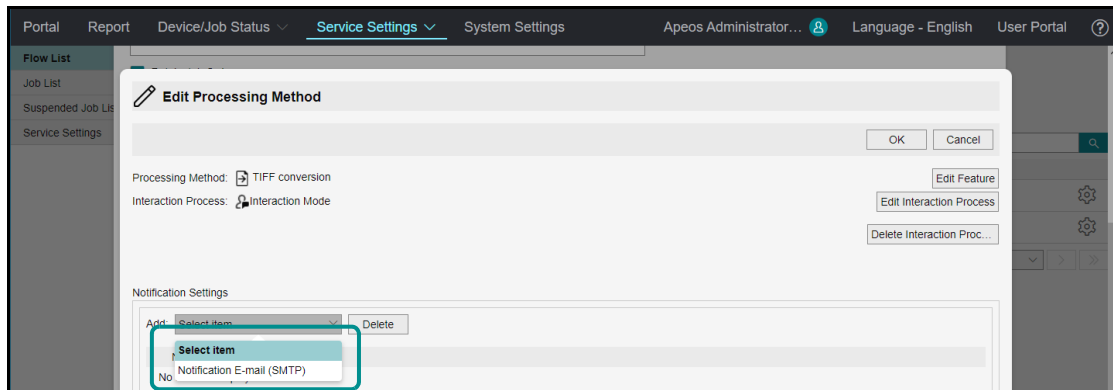 Portal Report Device/Job Status Service Settings System Settings Apeos Administrator... Language - English User Portal
Flow List
Job List
Suspended Job Lis
Service Settings
Edit Processing Method
OK Cancel
Processing Method: TIFF conversion
Edit Feature
Interaction Process: Interaction Mode
Edit Interaction Process
Delete Interaction Proc...
Notification Settings
Add: Select item Delete
Select item
Notification E-mail (SMTP)
No